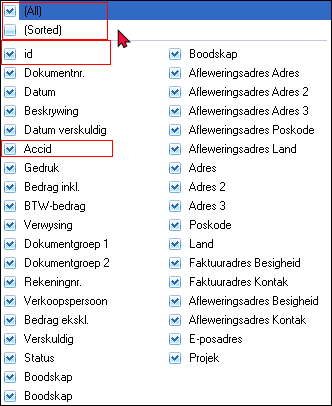 (All)
(Sorted)
id
Dokumentnr.
Datum
Beskrywing
Datum verskuldig
Accid
Gedruk
Bedrag inkl.
BTW-bedrag
Verwysing
Dokumentgroep 1
Dokumentgroep 2
Rekeningnr.
Verkoopspersoon
Bedrag ekskl.
Verskuldig
Status
Boodskap
Boodskap
Boodskap
Afleweringsadres Adres
Afleweringsadres Adres 2
Afleweringsadres Adres 3
Afleweringsadres Poskode
Afleweringsadres Land
Adres
Adres 2
Adres 3
Poskode
Land
Faktuuradres Besigheid
Faktuuradres Kontak
Afleweringsadres Besigheid
Afleweringsadres Kontak
E-posadres
Projek